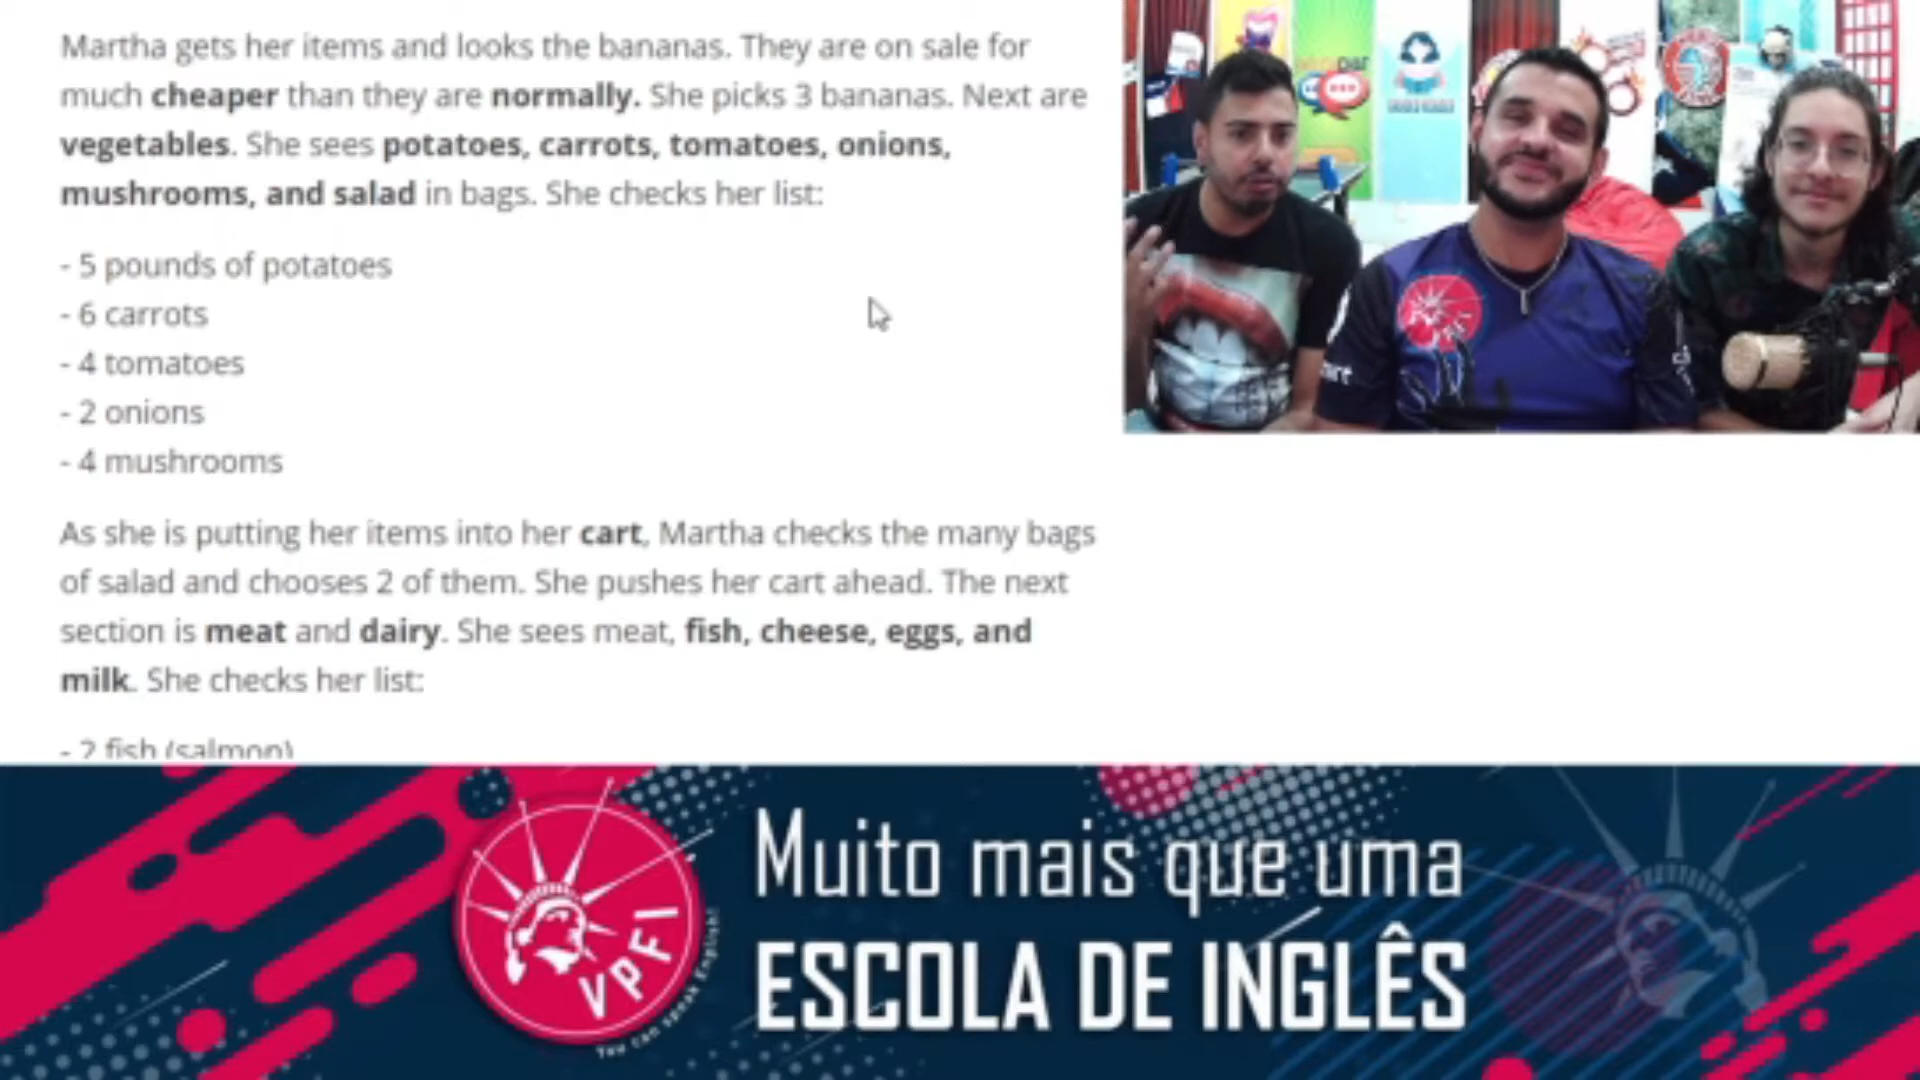 Martha gets her items and looks the bananas. They are on sale for
much cheaper than they are normally. She picks 3 bananas. Next are
vegetables. She sees potatoes, carrots, tomatoes, onions,
mushrooms, and salad in bags. She checks her list:
- 5 pounds of potatoes
- 6 carrots
- 4 tomatoes
- 2 onions
- 4 mushrooms
As she is putting her items into her cart, Martha checks the many bags
of salad and chooses 2 of them. She pushes her cart ahead. The next
section is meat and dairy. She sees meat, fish, cheese, eggs, and
milk. She checks her list:
- 2 fish (salmon)
VPFI
You can speak English!
Muito mais que uma
ESCOLA DE INGLÊS